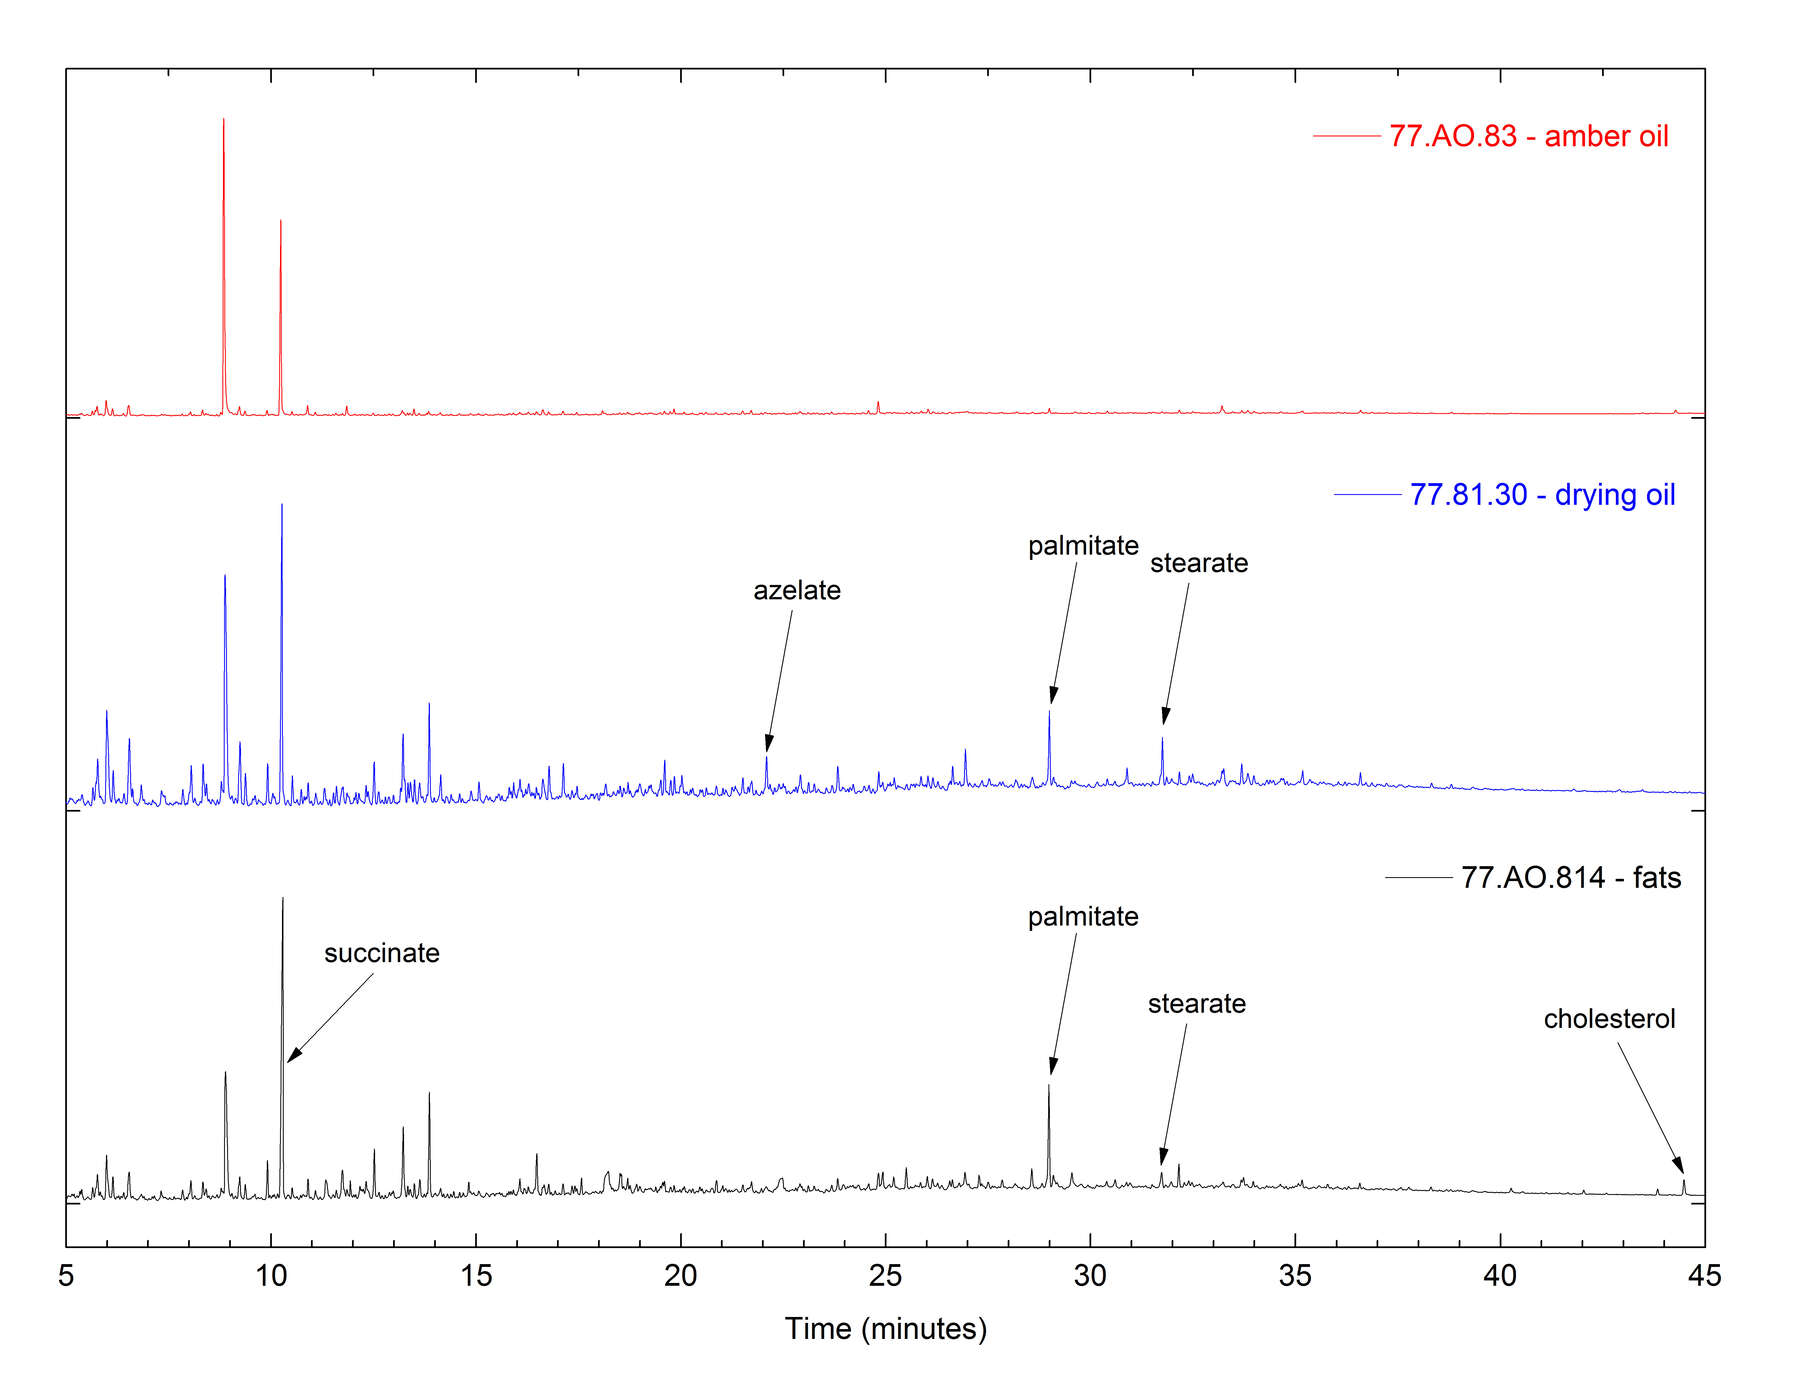 77.AO.83 - amber oil
77.81.30 - drying oil
palmitate
stearate
azelate
77.AO.814 - fats
palmitate
succinate
stearate
cholesterol
5 10 15 20 25 30 35 40 45
Time (minutes)